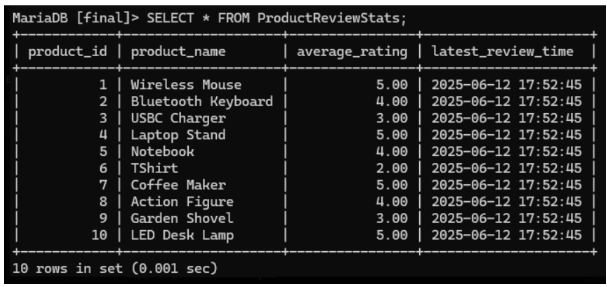 MariaDB [final]> SELECT * FROM ProductReviewStats;
+------------+--------------------+----------------+---------------------+
| product_id | product_name       | average_rating | latest_review_time  |
+------------+--------------------+----------------+---------------------+
|          1 | Wireless Mouse     |           5.00 | 2025-06-12 17:52:45 |
|          2 | Bluetooth Keyboard |           4.00 | 2025-06-12 17:52:45 |
|          3 | USBC Charger       |           3.00 | 2025-06-12 17:52:45 |
|          4 | Laptop Stand       |           5.00 | 2025-06-12 17:52:45 |
|          5 | Notebook           |           4.00 | 2025-06-12 17:52:45 |
|          6 | TShirt             |           2.00 | 2025-06-12 17:52:45 |
|          7 | Coffee Maker       |           5.00 | 2025-06-12 17:52:45 |
|          8 | Action Figure      |           4.00 | 2025-06-12 17:52:45 |
|          9 | Garden Shovel      |           3.00 | 2025-06-12 17:52:45 |
|         10 | LED Desk Lamp      |           5.00 | 2025-06-12 17:52:45 |
+------------+--------------------+----------------+---------------------+
10 rows in set (0.001 sec)